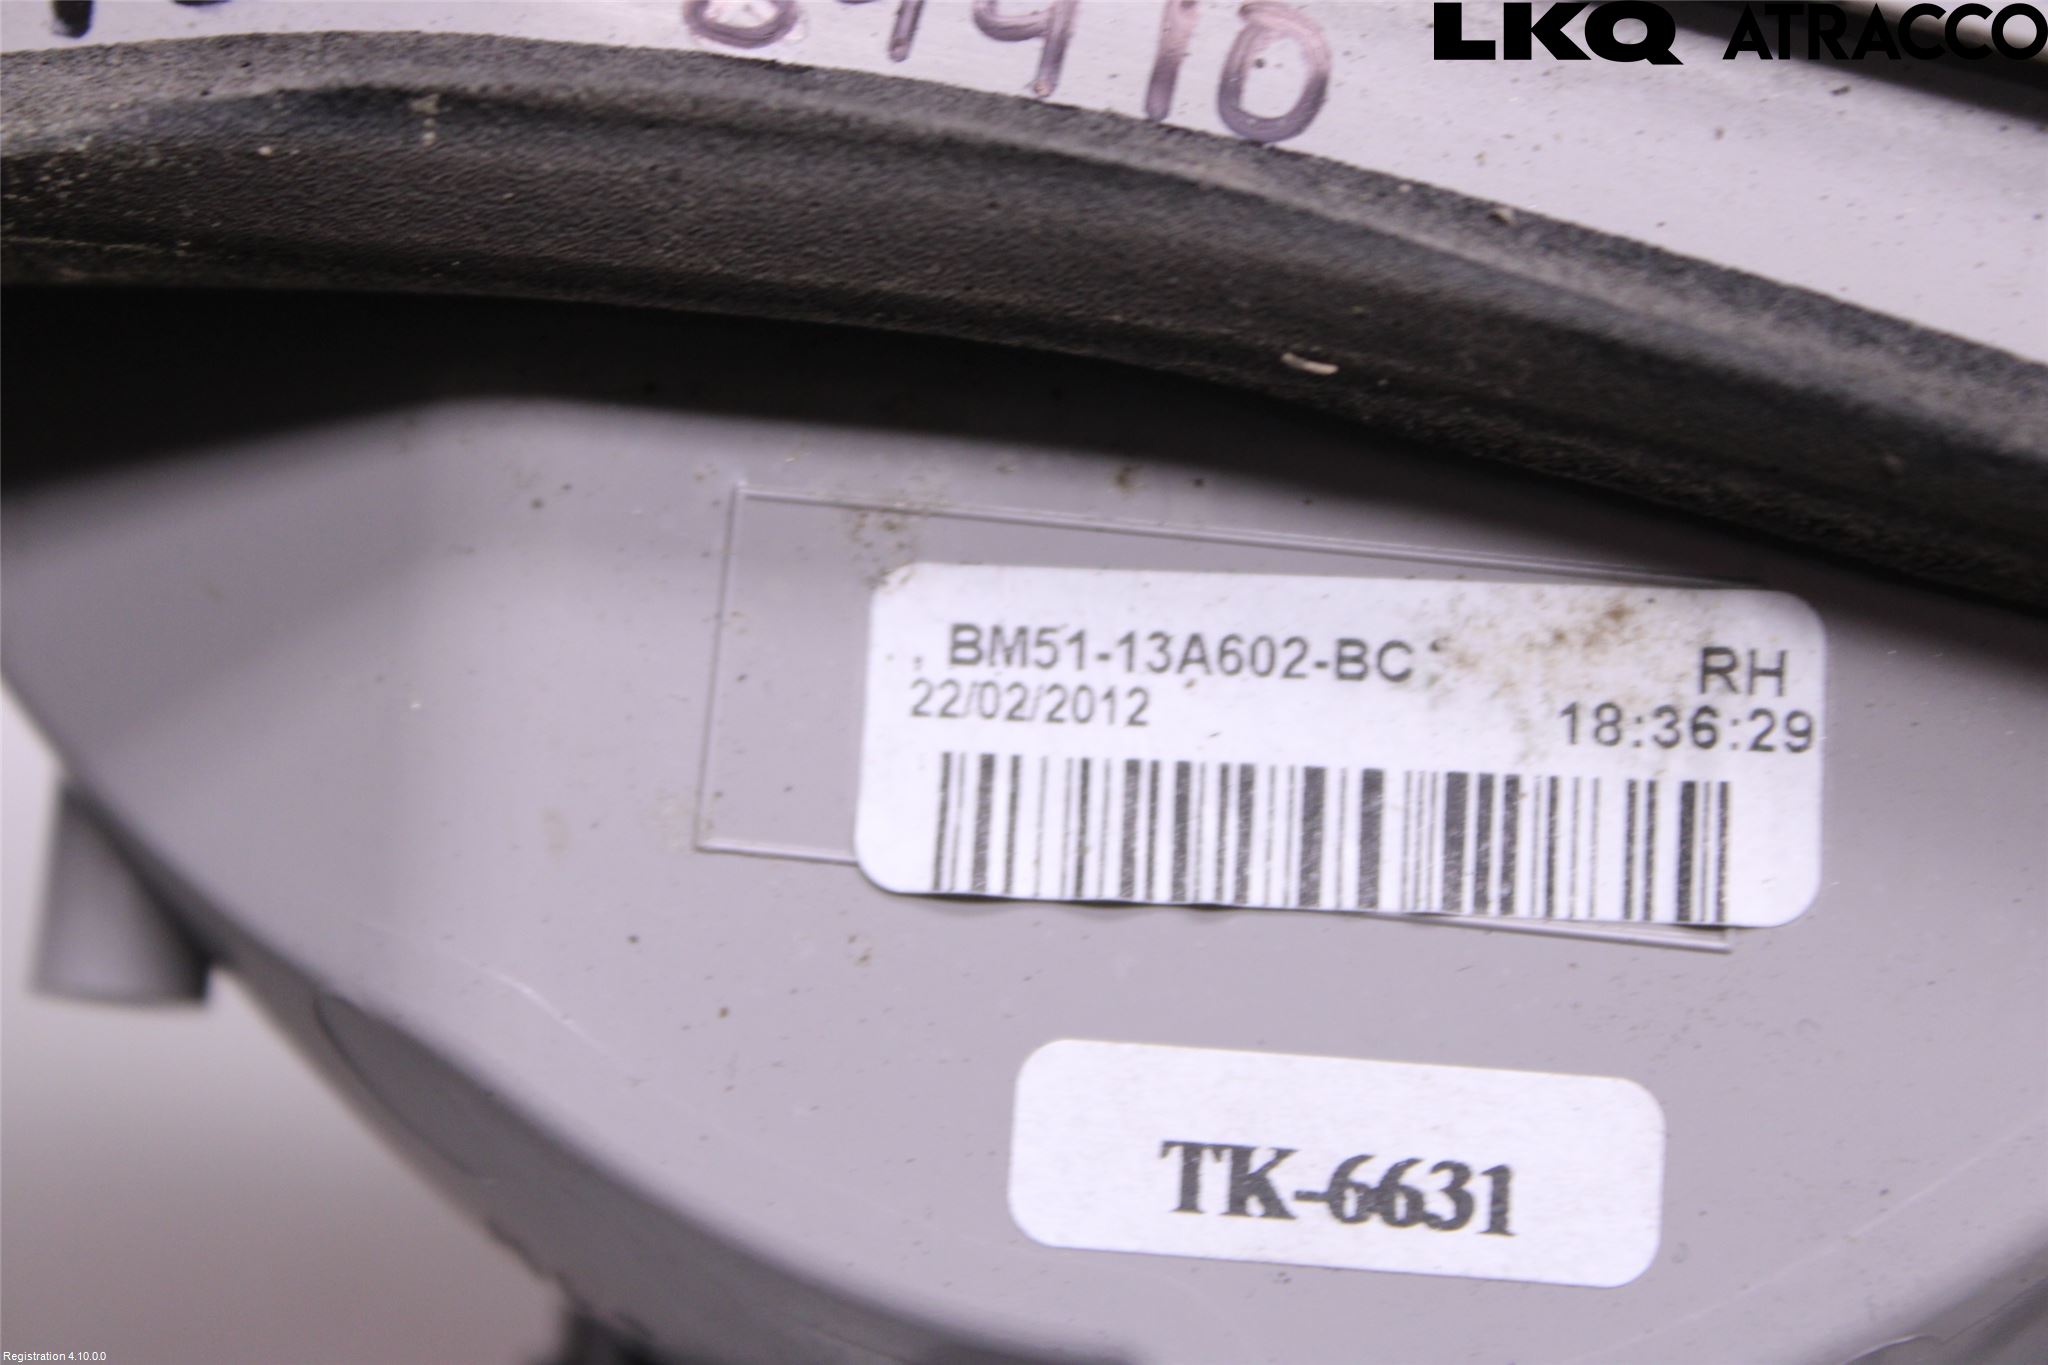 LKQ ATRACCO
BM51-13A602-BC RH
22/02/2012 18:36:29
TK-6631
Registration 4.10.0.0